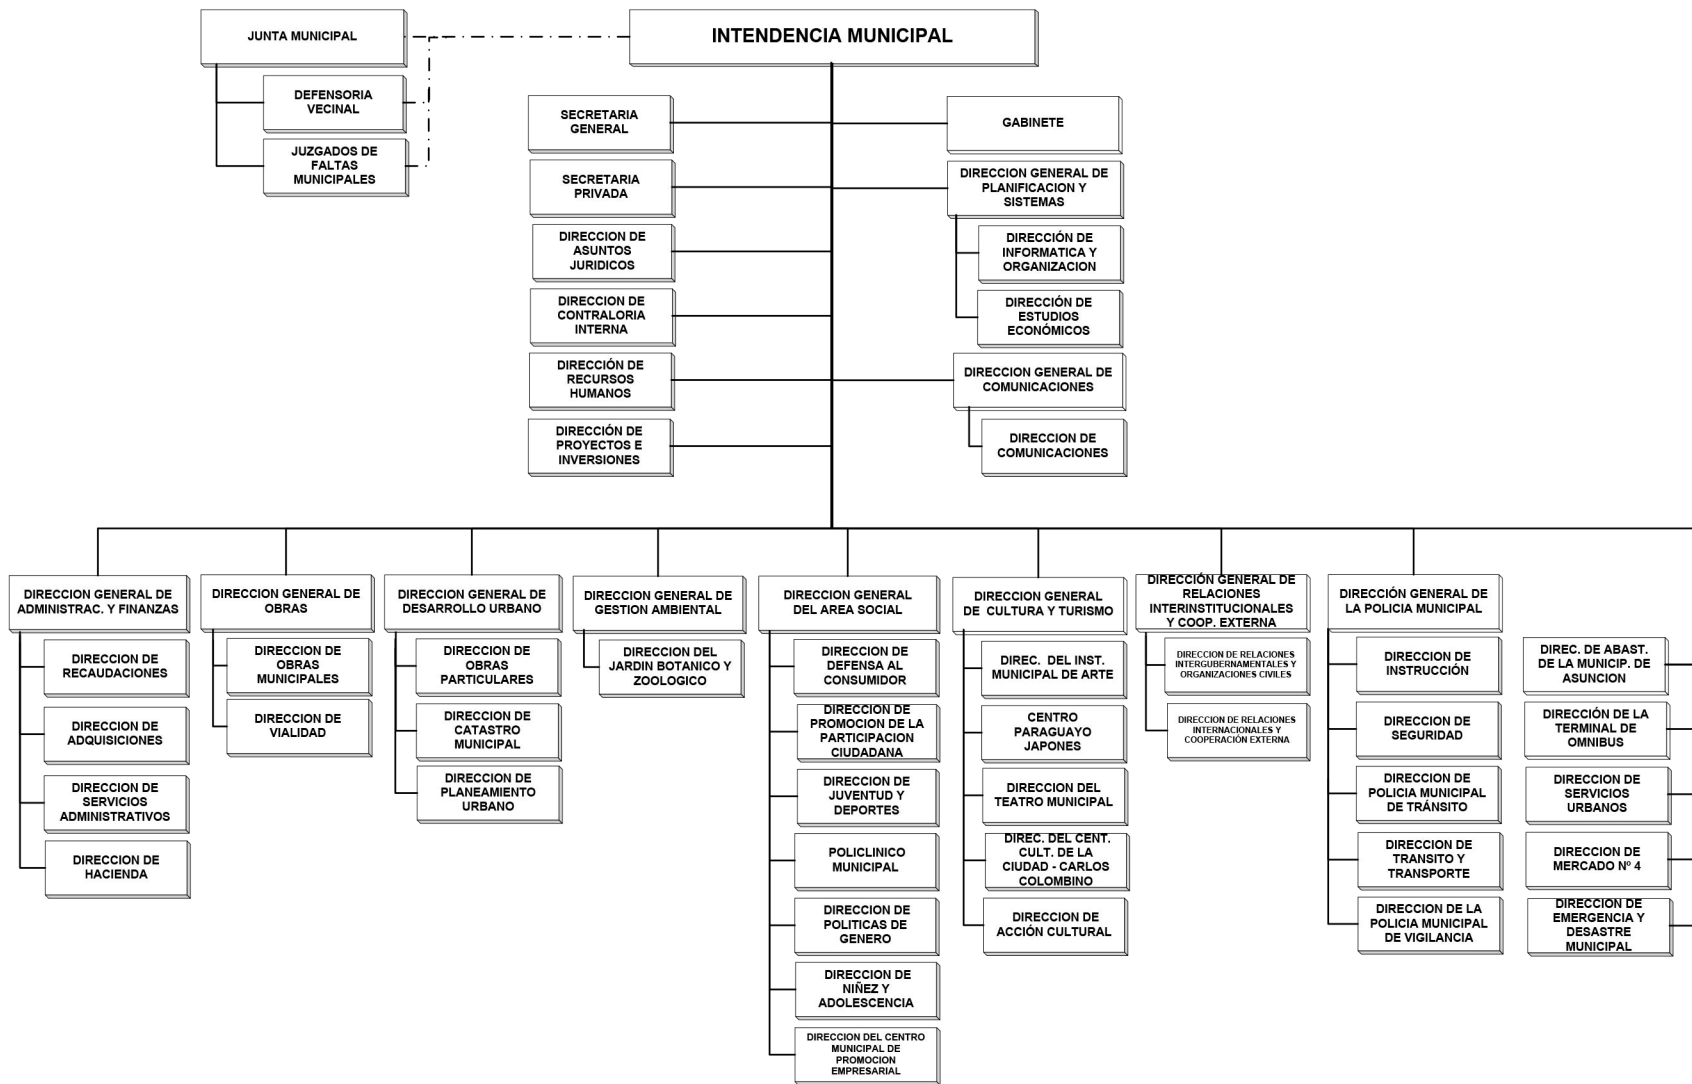 JUNTA MUNICIPAL
INTENDENCIA MUNICIPAL
DEFENSORIA
VECINAL
JUZGADOS DE
FALTAS
MUNICIPALES
SECRETARIA
GENERAL
GABINETE
SECRETARIA
PRIVADA
DIRECCION GENERAL DE
PLANIFICACION Y
SISTEMAS
DIRECCION DE
ASUNTOS
JURIDICOS
DIRECCIÓN DE
INFORMATICA Y
ORGANIZACION
DIRECCION DE
CONTRALORIA
INTERNA
DIRECCIÓN DE
ESTUDIOS
ECONÓMICOS
DIRECCIÓN DE
RECURSOS
HUMANOS
DIRECCION GENERAL DE
COMUNICACIONES
DIRECCIÓN DE
PROYECTOS E
INVERSIONES
DIRECCION DE
COMUNICACIONES
DIRECCION GENERAL DE
ADMINISTRAC. Y FINANZAS
DIRECCION DE
RECAUDACIONES
DIRECCION DE
ADQUISICIONES
DIRECCION DE
SERVICIOS
ADMINISTRATIVOS
DIRECCION DE
HACIENDA
DIRECCION GENERAL DE
OBRAS
DIRECCION DE
OBRAS
MUNICIPALES
DIRECCION DE
VIALIDAD
DIRECCION GENERAL DE
DESARROLLO URBANO
DIRECCION DE
OBRAS
PARTICULARES
DIRECCION DE
CATASTRO
MUNICIPAL
DIRECCION DE
PLANEAMIENTO
URBANO
DIRECCION GENERAL DE
GESTION AMBIENTAL
DIRECCION DEL
JARDIN BOTANICO Y
ZOOLOGICO
DIRECCION GENERAL
DEL AREA SOCIAL
DIRECCION DE
DEFENSA AL
CONSUMIDOR
DIRECCION DE
PROMOCION DE LA
PARTICIPACION
CIUDADANA
DIRECCION DE
JUVENTUD Y
DEPORTES
POLICLINICO
MUNICIPAL
DIRECCION DE
POLITICAS DE
GENERO
DIRECCION DE
NIÑEZ Y
ADOLESCENCIA
DIRECCION DEL CENTRO
MUNICIPAL DE
PROMOCION
EMPRESARIAL
DIRECCION GENERAL
DE CULTURA Y TURISMO
DIREC. DEL INST.
MUNICIPAL DE ARTE
CENTRO
PARAGUAYO
JAPONES
DIRECCION DEL
TEATRO MUNICIPAL
DIREC. DEL CENT.
CULT. DE LA
CIUDAD - CARLOS
COLOMBINO
DIRECCION DE
ACCIÓN CULTURAL
DIRECCIÓN GENERAL DE
RELACIONES
INTERINSTITUCIONALES
Y COOP. EXTERNA
DIRECCION DE RELACIONES
INTERGUBERNAMENTALES Y
ORGANIZACIONES CIVILES
DIRECCION DE RELACIONES
INTERNACIONALES Y
COOPERACIÓN EXTERNA
DIRECCIÓN GENERAL DE
LA POLICIA MUNICIPAL
DIRECCION DE
INSTRUCCIÓN
DIRECCION DE
SEGURIDAD
DIRECCION DE
POLICIA MUNICIPAL
DE TRÁNSITO
DIRECCION DE
TRANSITO Y
TRANSPORTE
DIRECCION DE LA
POLICIA MUNICIPAL
DE VIGILANCIA
DIREC. DE ABAST.
DE LA MUNICIP. DE
ASUNCION
DIRECCIÓN DE LA
TERMINAL DE
OMNIBUS
DIRECCION DE
SERVICIOS
URBANOS
DIRECCION DE
MERCADO Nº 4
DIRECCION DE
EMERGENCIA Y
DESASTRE
MUNICIPAL